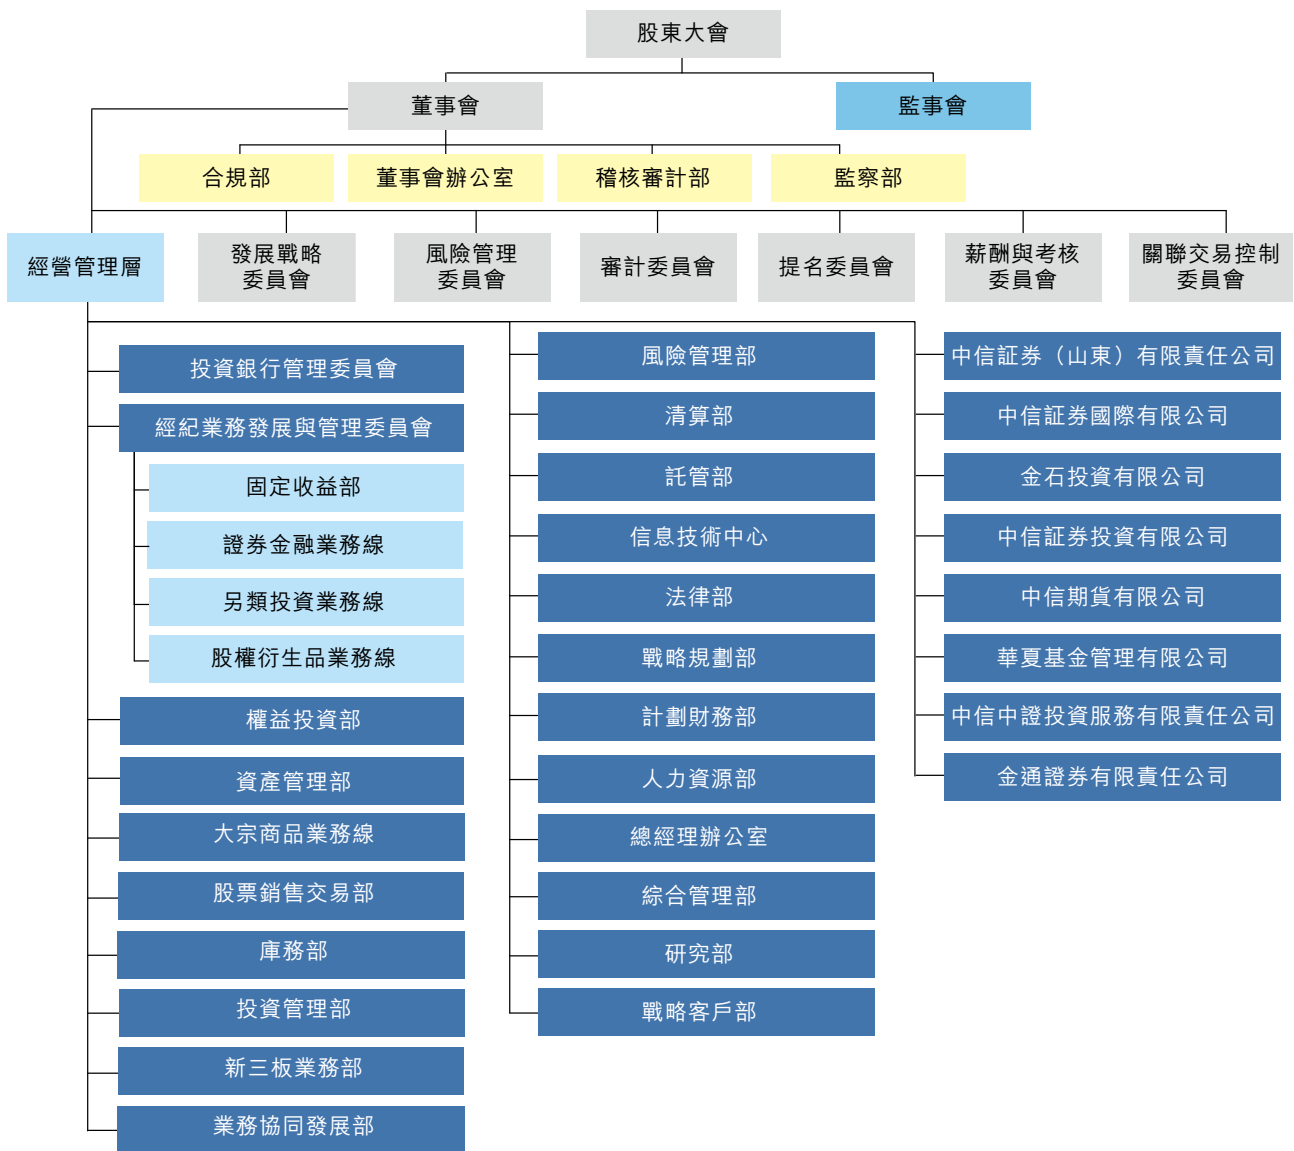 股東大會
董事會
監事會
合規部
董事會辦公室
稽核審計部
監察部
經營管理層
發展戰略
委員會
風險管理
委員會
審計委員會
提名委員會
薪酬與考核
委員會
關聯交易控制
委員會
投資銀行管理委員會
經紀業務發展與管理委員會
固定收益部
證券金融業務線
另類投資業務線
股權衍生品業務線
權益投資部
資產管理部
大宗商品業務線
股票銷售交易部
庫務部
投資管理部
新三板業務部
業務協同發展部
風險管理部
清算部
託管部
信息技術中心
法律部
戰略規劃部
計劃財務部
人力資源部
總經理辦公室
綜合管理部
研究部
戰略客戶部
中信証券（山東）有限責任公司
中信証券國際有限公司
金石投資有限公司
中信証券投資有限公司
中信期貨有限公司
華夏基金管理有限公司
中信中證投資服務有限責任公司
金通證券有限責任公司